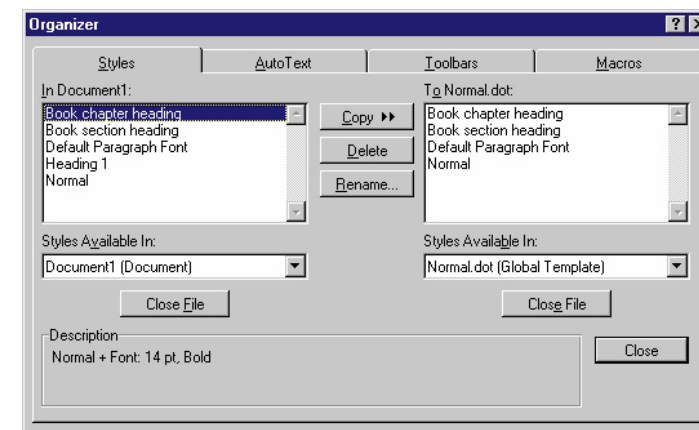 Organizer
Styles
AutoText
Toolbars
Macros
In Document1:
Book chapter heading
Book section heading
Default Paragraph Font
Heading 1
Normal
Copy
Delete
Rename...
To Normal.dot:
Book chapter heading
Book section heading
Default Paragraph Font
Normal
Styles Available In:
Document1 (Document)
Close File
Styles Available In:
Normal.dot (Global Template)
Close File
Description
Normal + Font: 14 pt, Bold
Close